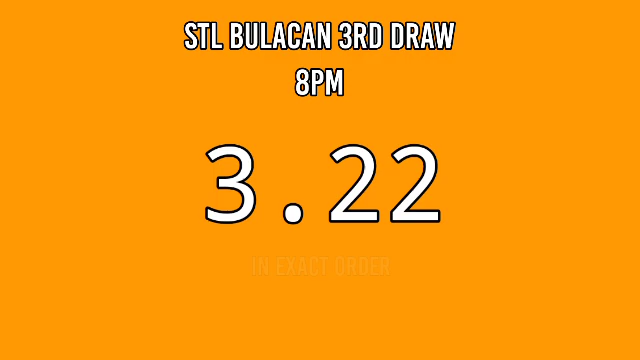 STL BULACAN 3RD DRAW
8PM
3.22
IN EXACT ORDER